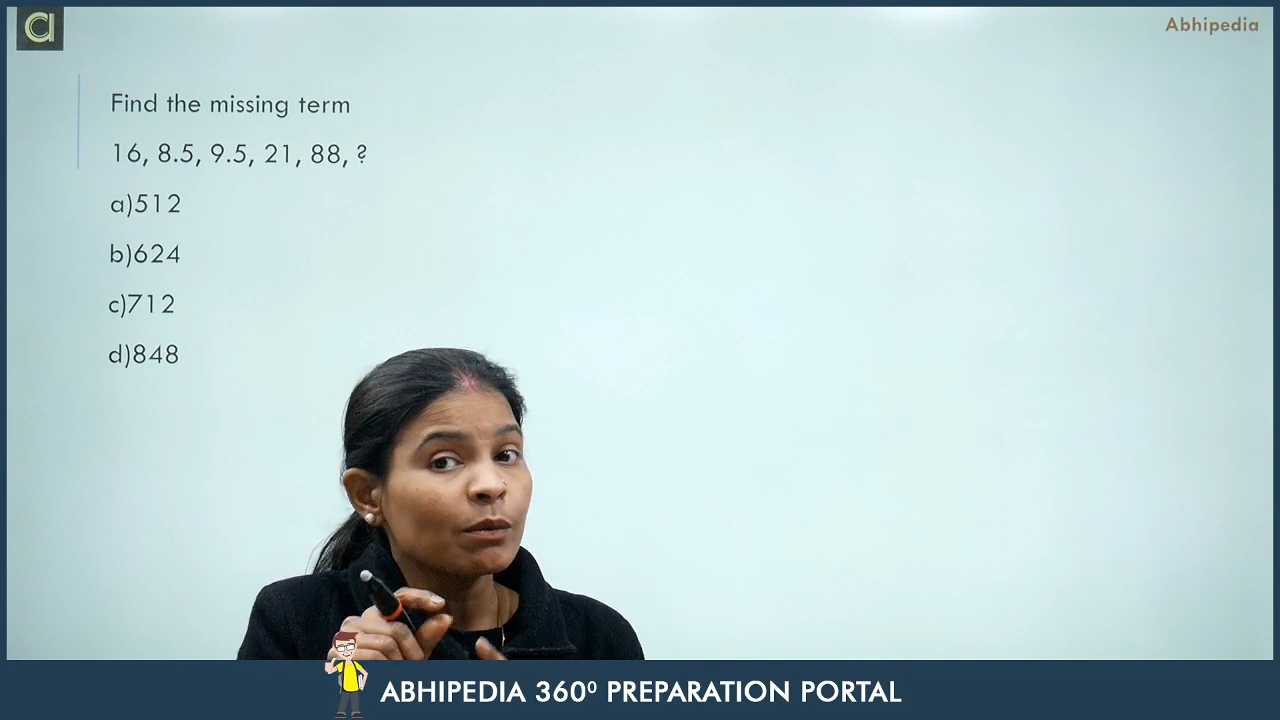 a
Abhipedia
Find the missing term
16, 8.5, 9.5, 21, 88, ?
a)512
b)624
c)712
d)848
ABHIPEDIA 360⁰ PREPARATION PORTAL